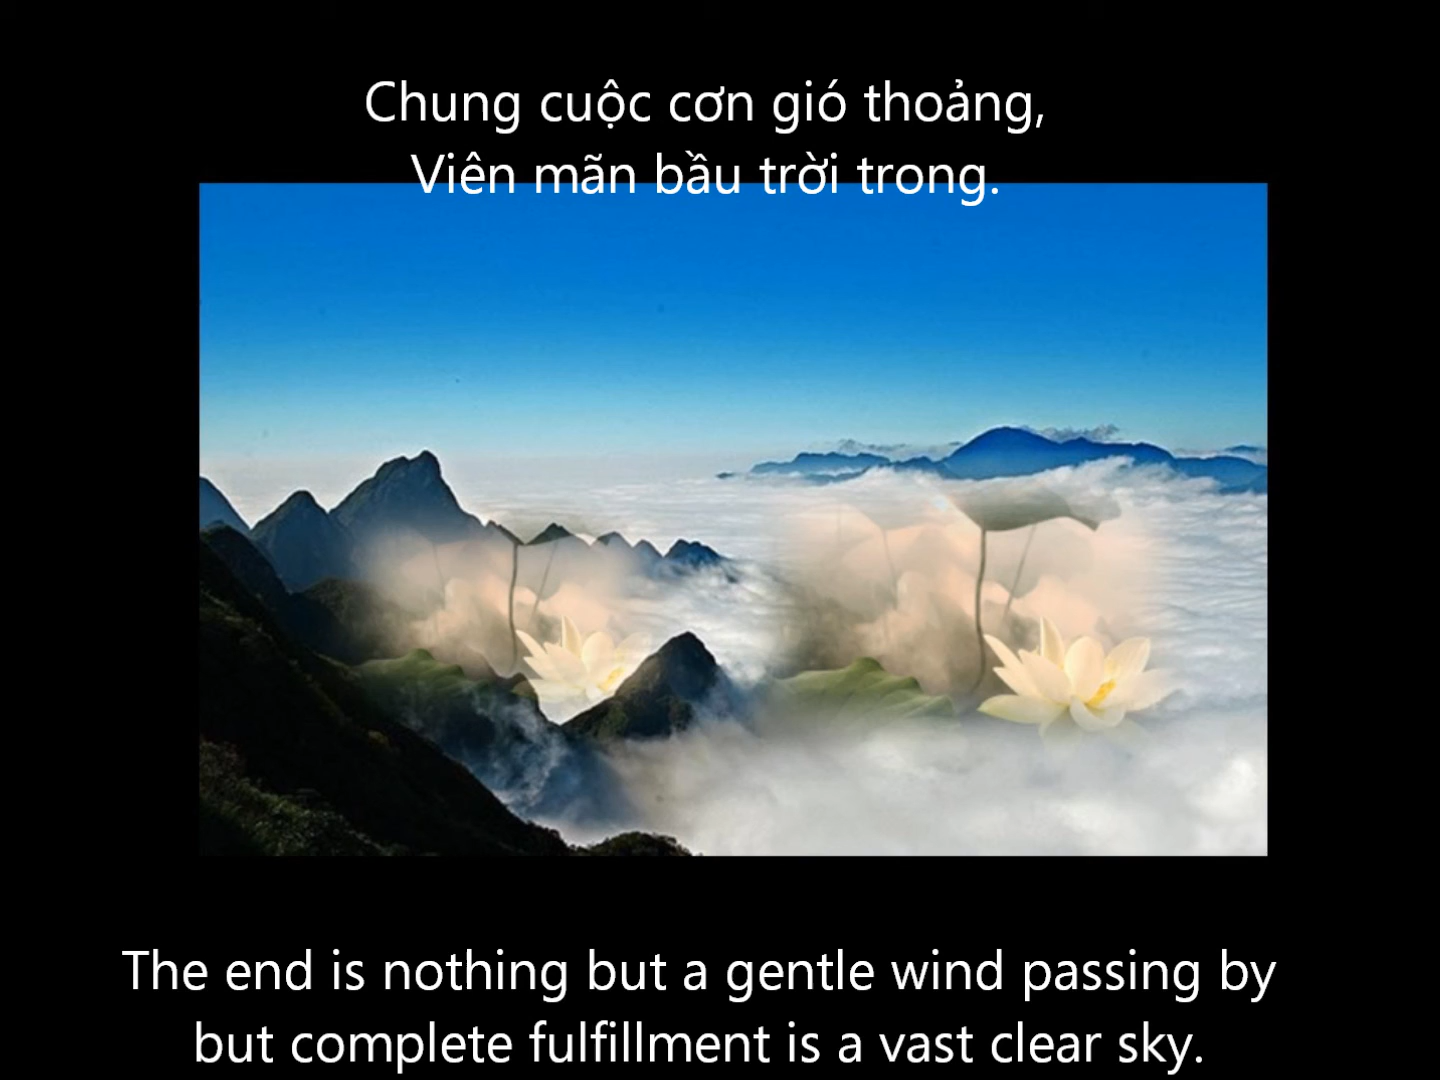 Chung cuộc cơn gió thoảng,
Viên mãn bầu trời trong.
The end is nothing but a gentle wind passing by
but complete fulfillment is a vast clear sky.